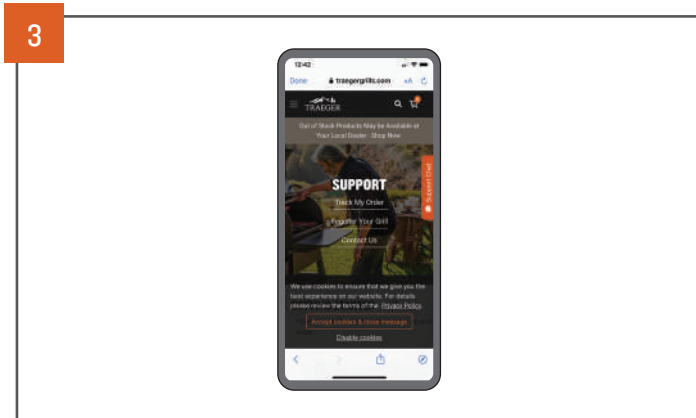 3
12:42
Done
traegergrills.com
AA
TRAEGER
Out of Stock Products May be Available at
Your Local Dealer - Shop Now
Support Chat
SUPPORT
Track My Order
Register Your Grill
Contact Us
We use cookies to ensure that we give you the
best experience on our website. For details
please review the terms of the Privacy Policy.
Accept cookies & close message
Disable cookies